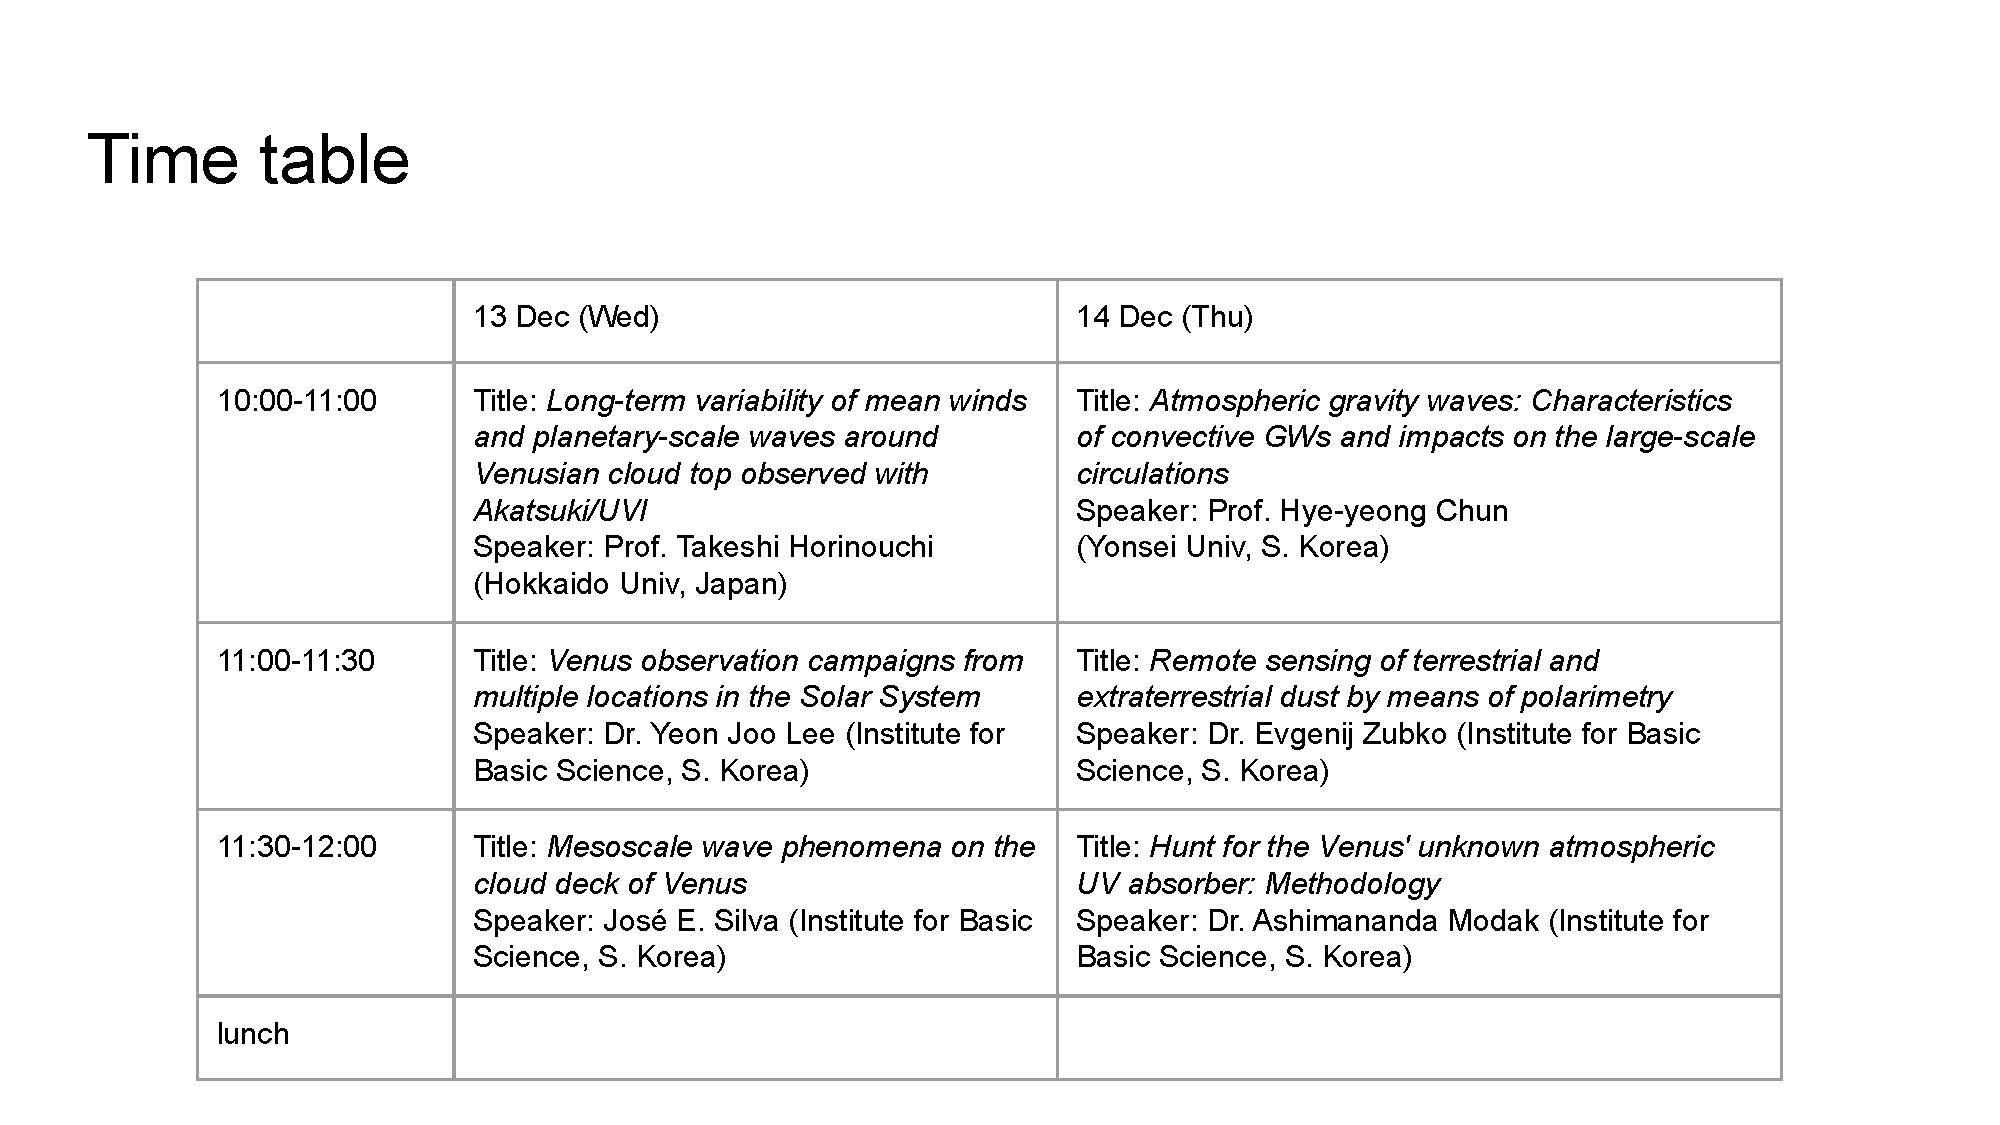 Time table
13 Dec (Wed)
14 Dec (Thu)
10:00-11:00
Title: Long-term variability of mean winds
and planetary-scale waves around
Venusian cloud top observed with
Akatsuki/UVI
Speaker: Prof. Takeshi Horinouchi
(Hokkaido Univ, Japan)
Title: Atmospheric gravity waves: Characteristics
of convective GWs and impacts on the large-scale
circulations
Speaker: Prof. Hye-yeong Chun
(Yonsei Univ, S. Korea)
11:00-11:30
Title: Venus observation campaigns from
multiple locations in the Solar System
Speaker: Dr. Yeon Joo Lee (Institute for
Basic Science, S. Korea)
Title: Remote sensing of terrestrial and
extraterrestrial dust by means of polarimetry
Speaker: Dr. Evgenij Zubko (Institute for Basic
Science, S. Korea)
11:30-12:00
Title: Mesoscale wave phenomena on the
cloud deck of Venus
Speaker: José E. Silva (Institute for Basic
Science, S. Korea)
Title: Hunt for the Venus' unknown atmospheric
UV absorber: Methodology
Speaker: Dr. Ashimananda Modak (Institute for
Basic Science, S. Korea)
lunch